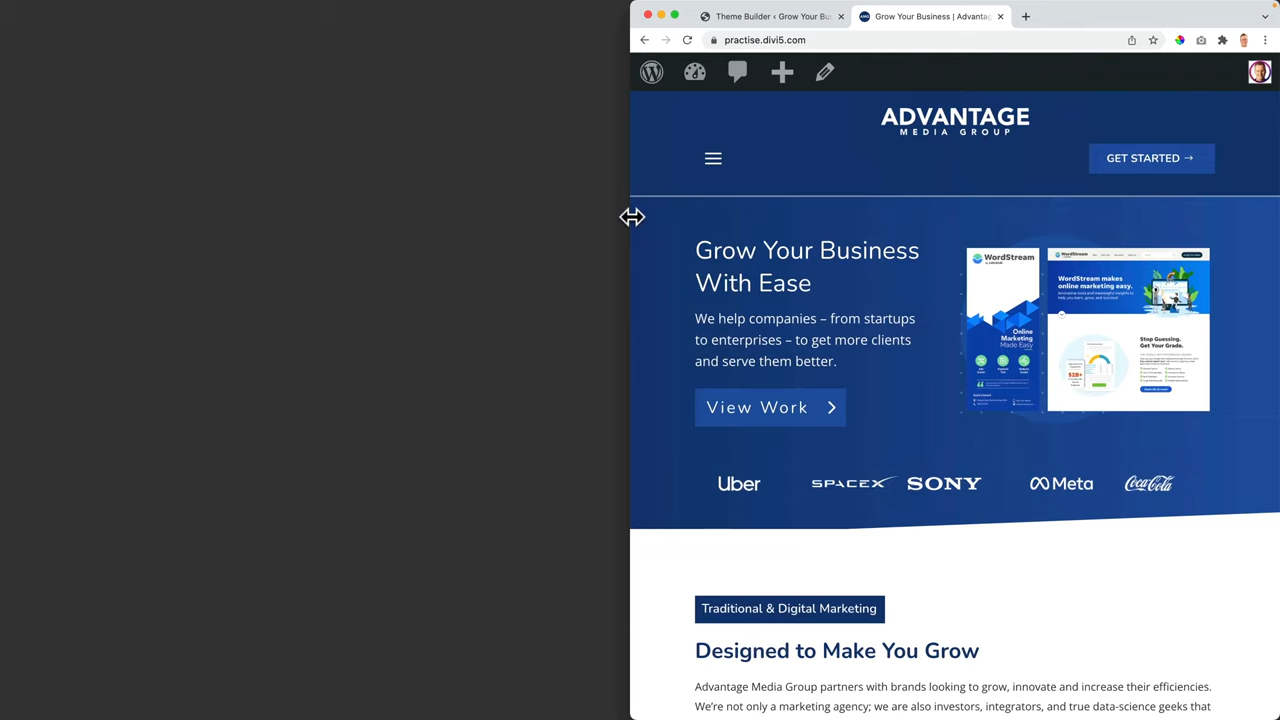 Theme Builder ‹ Grow Your Bus
Grow Your Business | Advantag
practise.divi5.com
ADVANTAGE
MEDIA GROUP
GET STARTED →
Grow Your Business
With Ease
We help companies – from startups
to enterprises – to get more clients
and serve them better.
View Work
WordStream
Online
Marketing
Made Easy
WordStream
WordStream makes
online marketing easy.
Stop Guessing.
Get Your Grade.
Uber
SPACEX
SONY
Meta
Coca-Cola
Traditional & Digital Marketing
Designed to Make You Grow
Advantage Media Group partners with brands looking to grow, innovate and increase their efficiencies.
We're not only a marketing agency; we are also investors, integrators, and true data-science geeks that